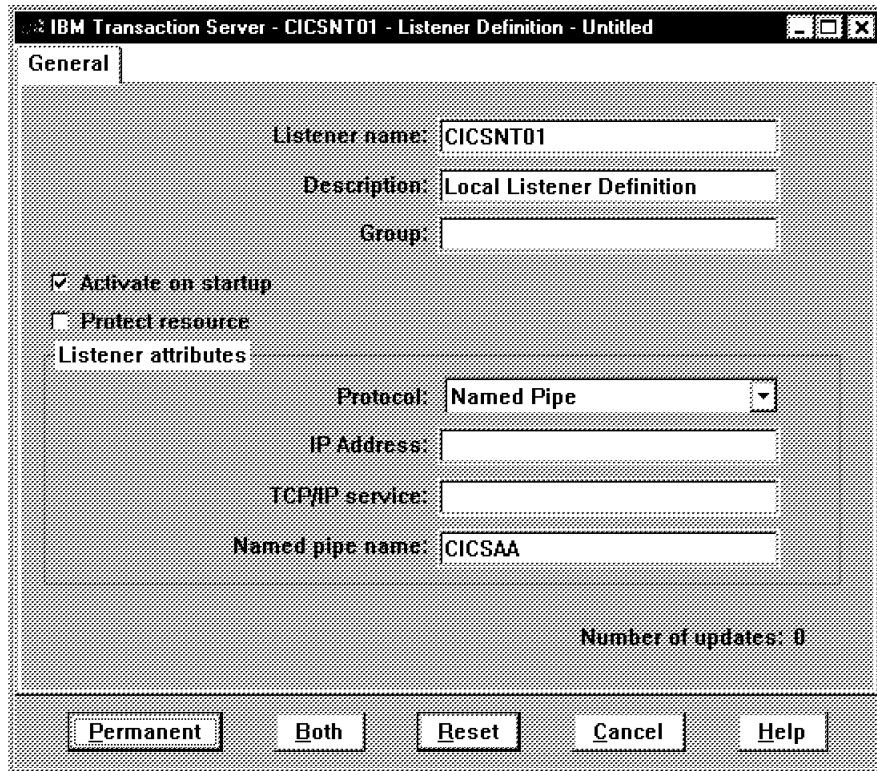 IBM Transaction Server - CICSNT01 - Listener Definition - Untitled
General
Listener name: CICSNT01
Description: Local Listener Definition
Group:
Activate on startup
Protect resource
Listener attributes
Protocol: Named Pipe
IP Address:
TCP/IP service:
Named pipe name: CICSAA
Number of updates: 0
Permanent Both Reset Cancel Help